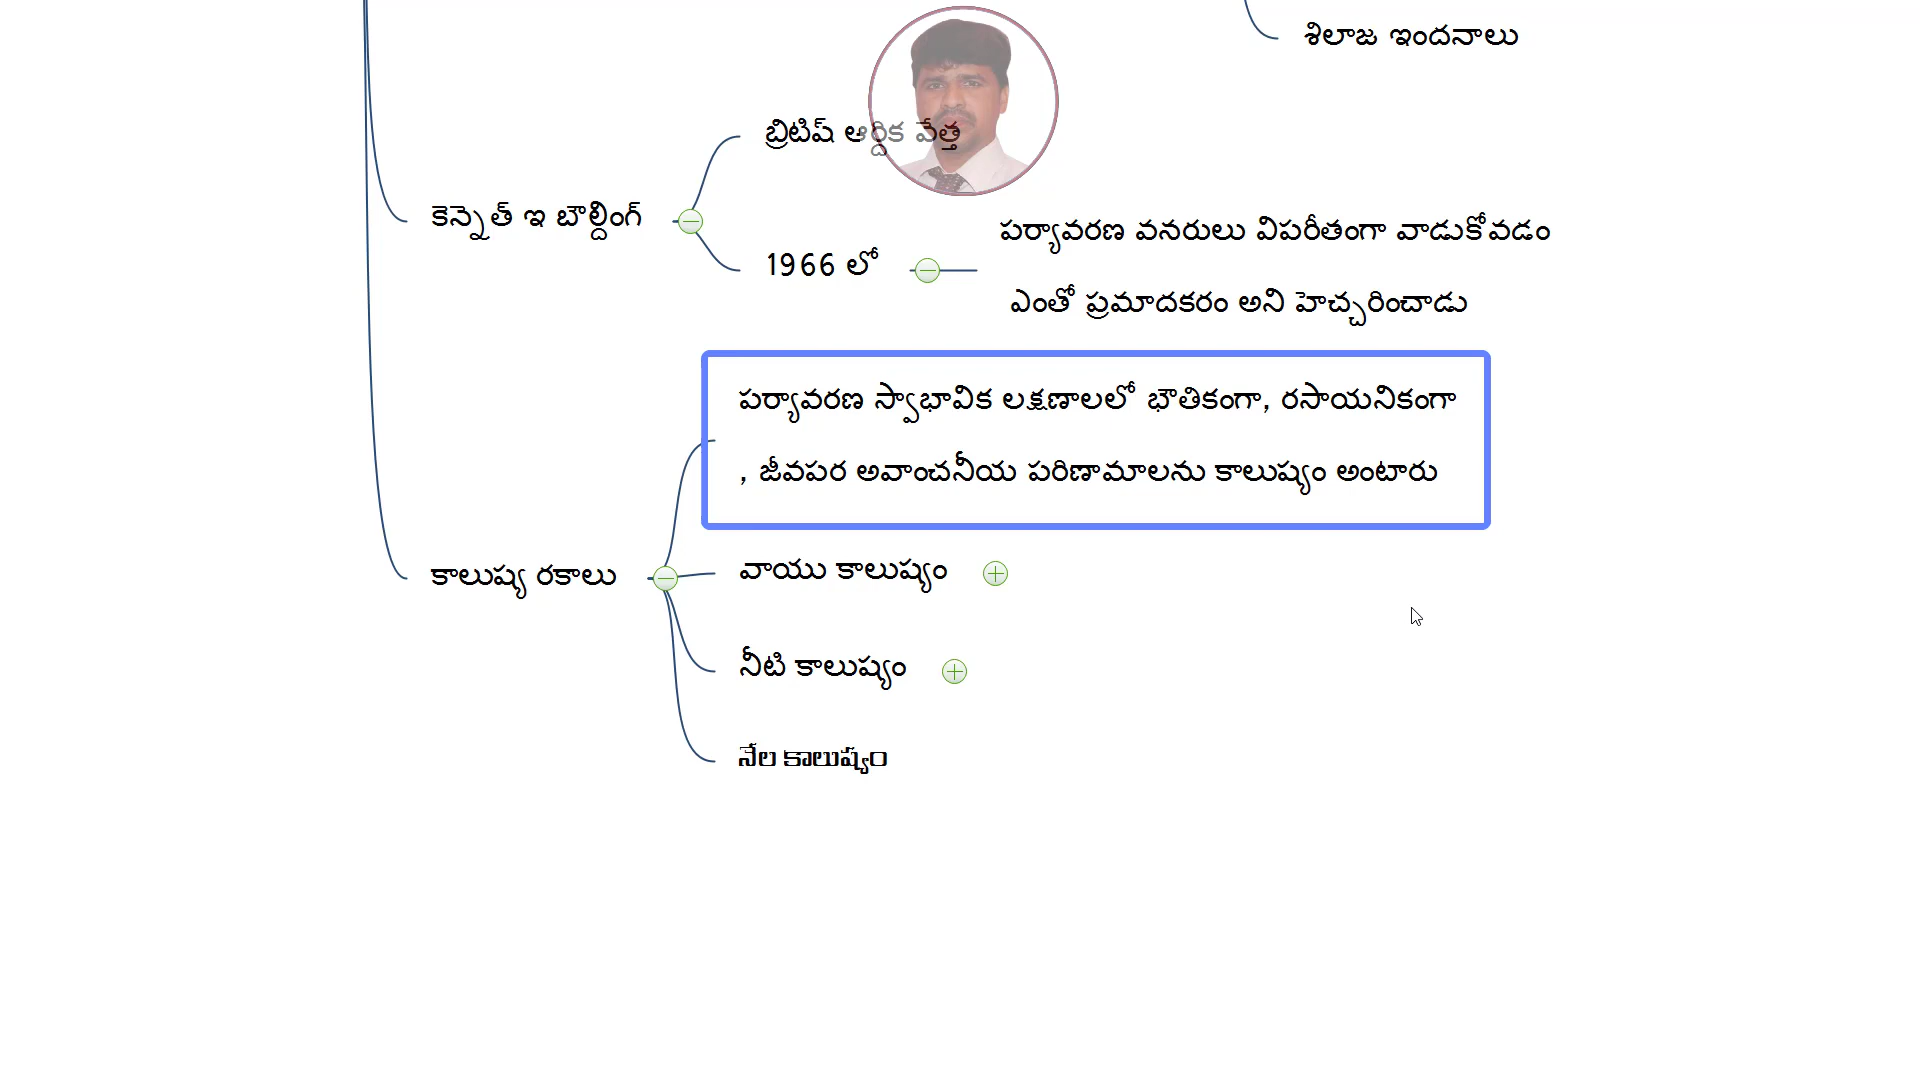 శిలాజ ఇందనాలు
బ్రిటిష్ ఆర్దిక వేత్త
కెన్నెత్ ఇ బౌల్దింగ్
1966 లో
పర్యావరణ వనరులు విపరీతంగా వాడుకోవడం
ఎంతో ప్రమాదకరం అని హెచ్చరించాడు
పర్యావరణ స్వాభావిక లక్షణాలలో భౌతికంగా, రసాయనికంగా
, జీవపర అవాంచనీయ పరిణామాలను కాలుష్యం అంటారు
కాలుష్య రకాలు
వాయు కాలుష్యం
నీటి కాలుష్యం
నేల కాలుష్యం